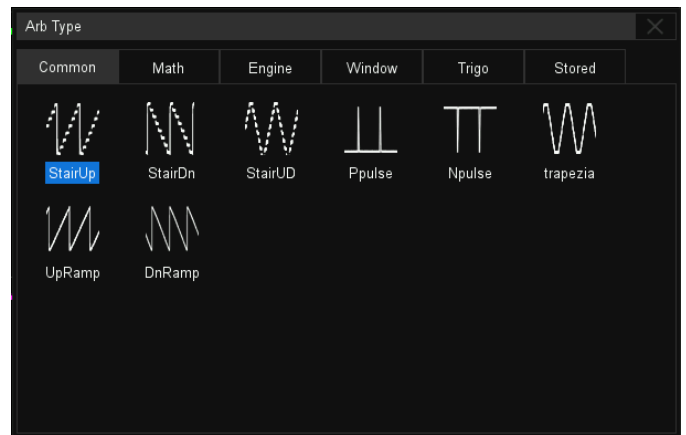 Arb Type
Common Math Engine Window Trigo Stored
StairUp StairDn StairUD Ppulse Npulse trapezia
UpRamp DnRamp